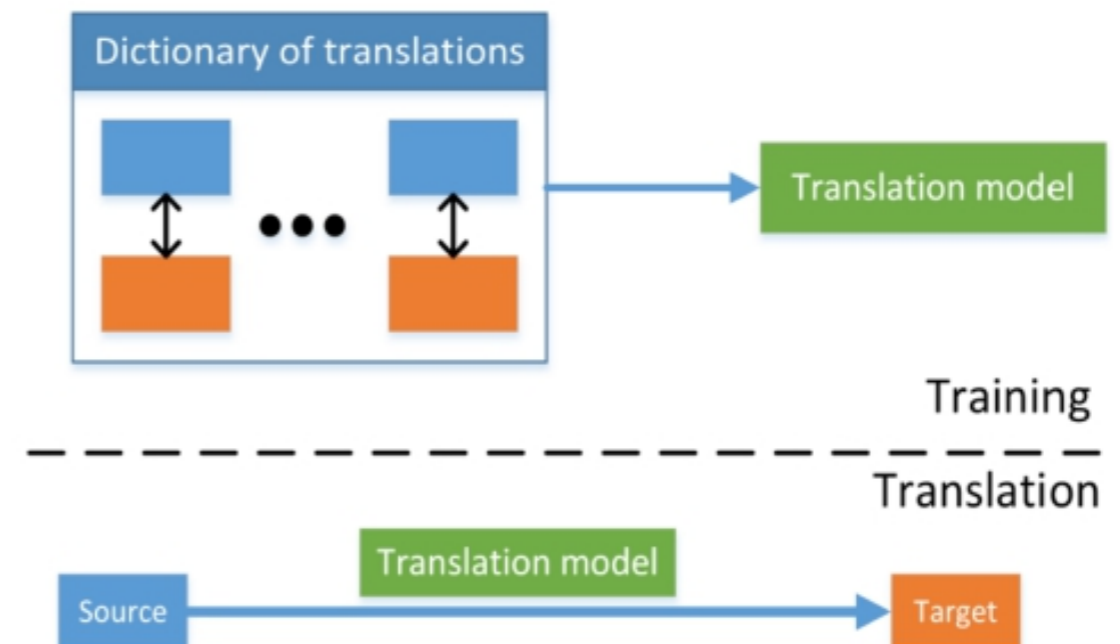 Dictionary of translations
Translation model
Training
Translation
Translation model
Source
Target